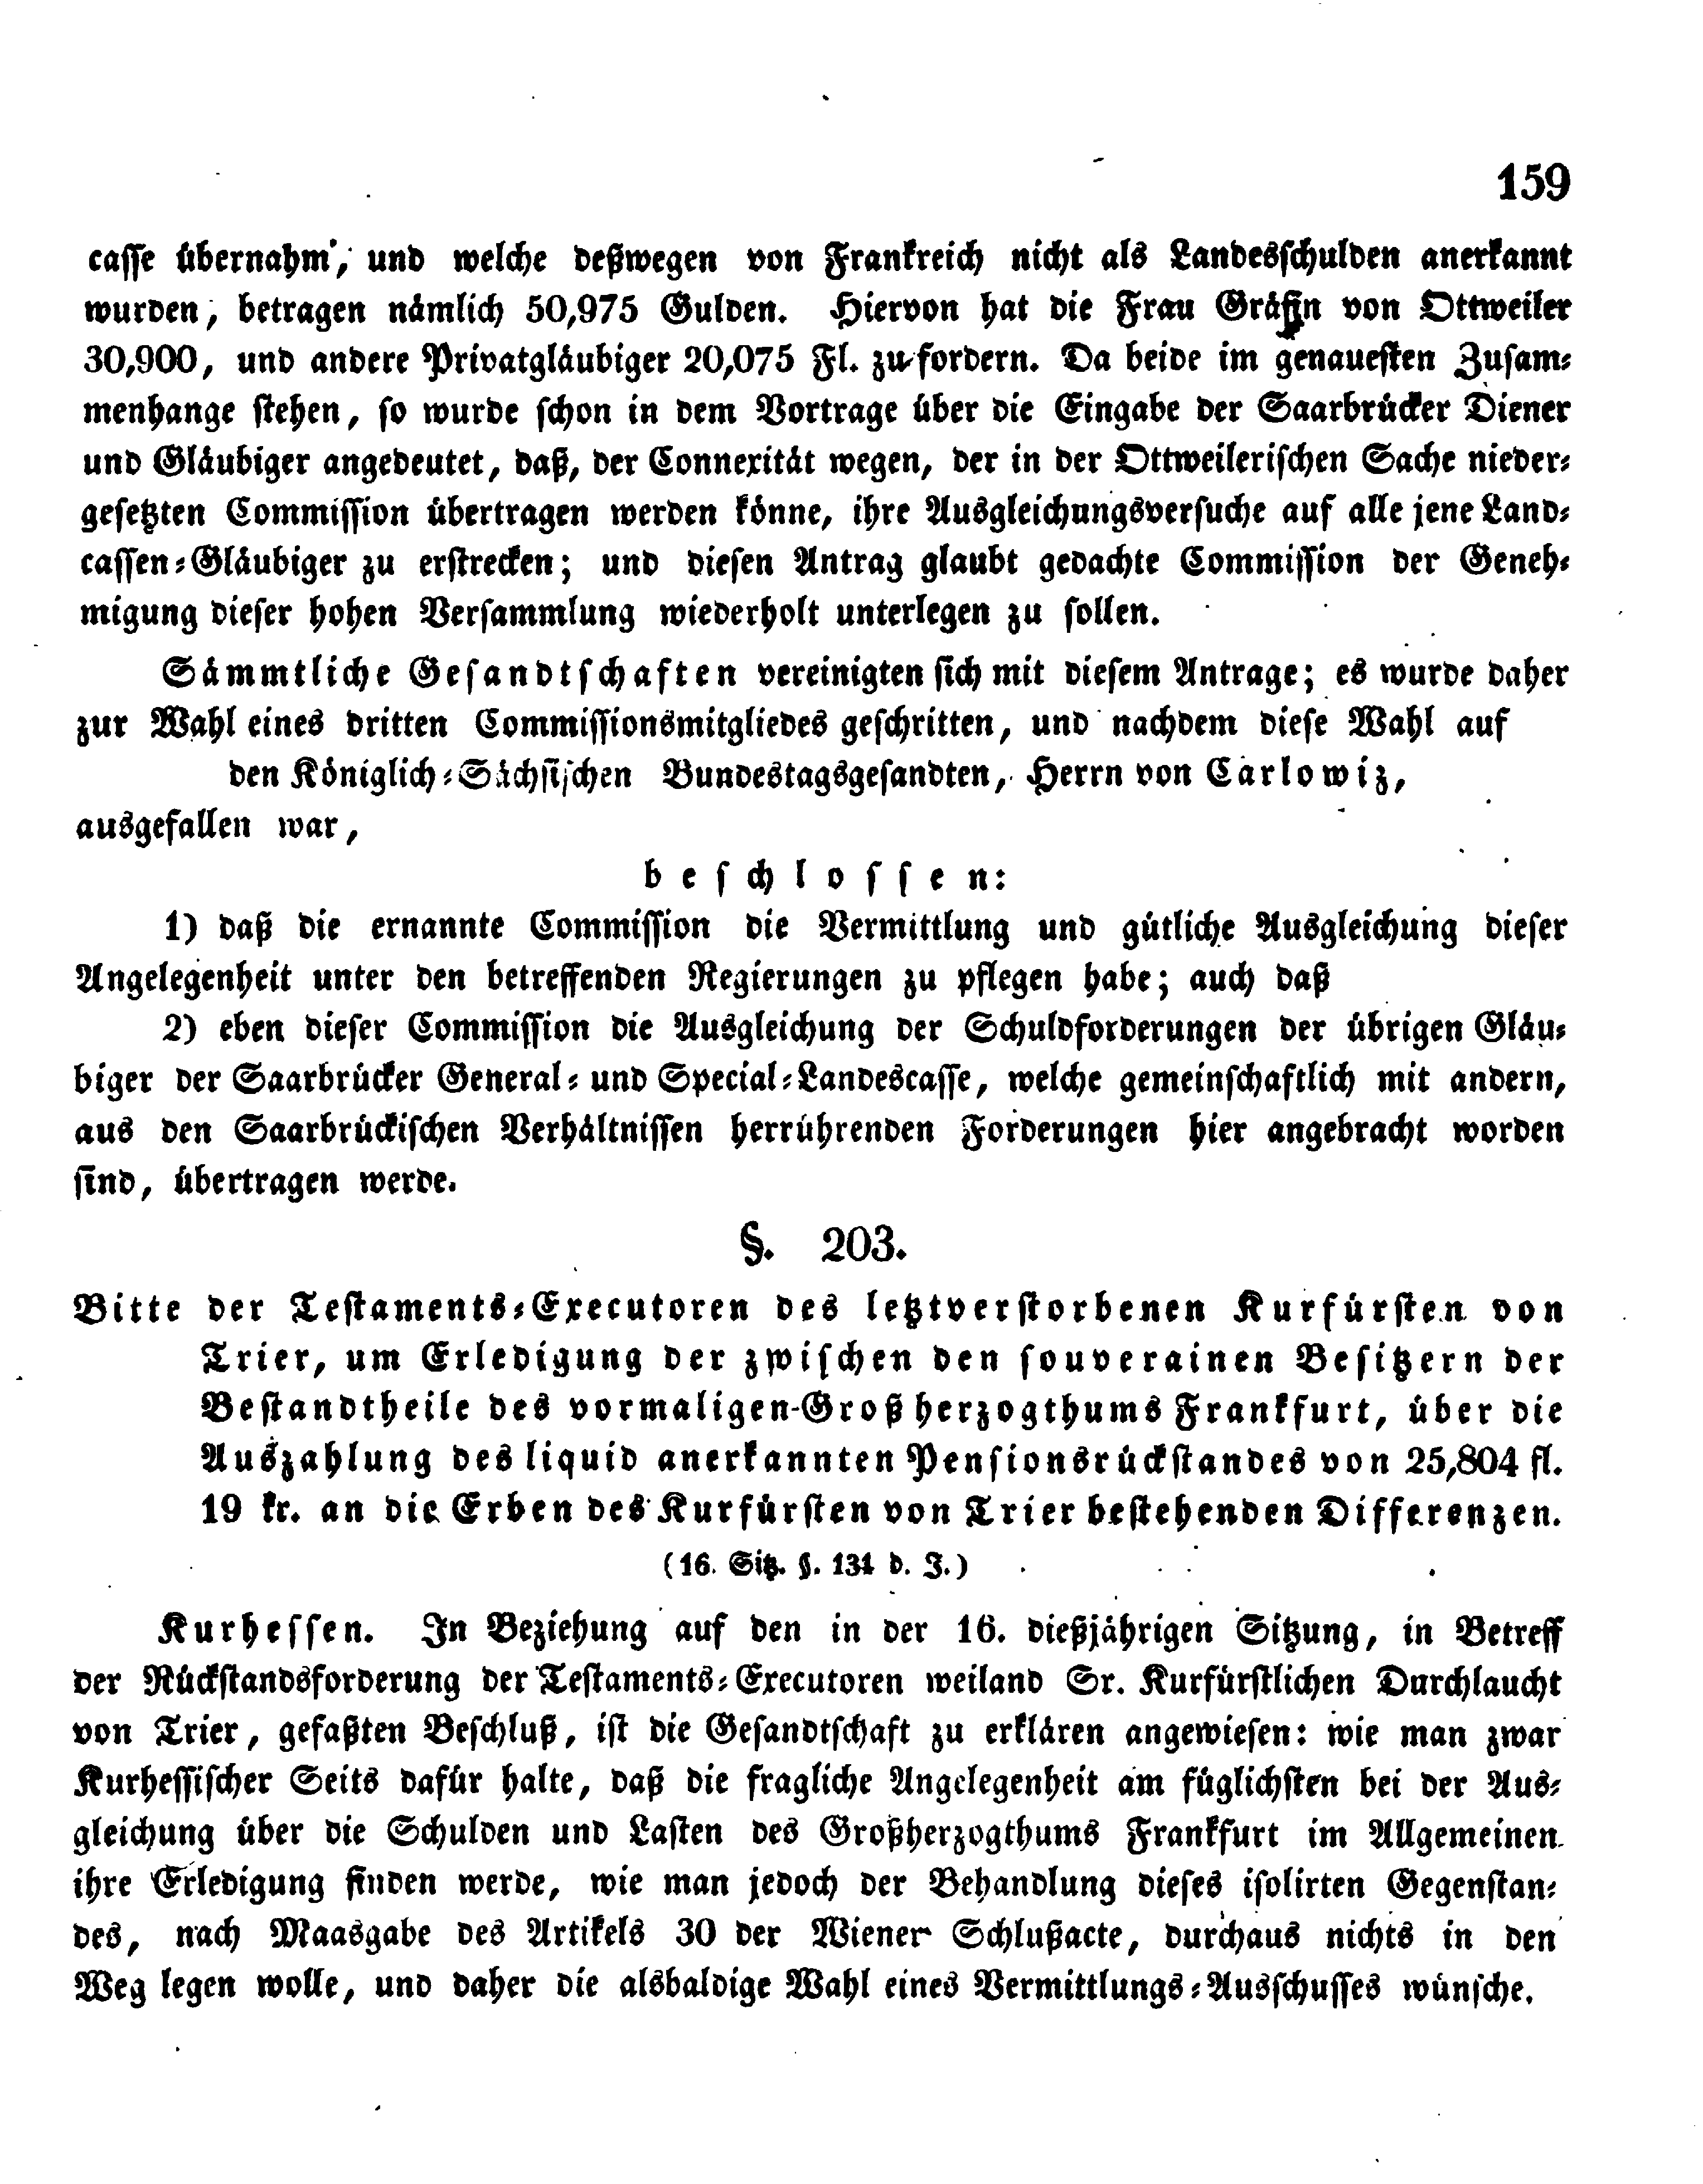 159
casse übernahm, und welche deßwegen von Frankreich nicht als Landesschulden anerkannt
wurden, betragen nämlich 50,975 Gulden. Hiervon hat die Frau Gräfin von Ottweiler
30,900, und andere Privatgläubiger 20,075 Fl. zu fordern. Da beide im genauesten Zusam-
menhange stehen, so wurde schon in dem Vortrage über die Eingabe der Saarbrücker Diener
und Gläubiger angedeutet, daß, der Connexität wegen, der in der Ottweilerischen Sache nieder-
gesetzten Commission übertragen werden könne, ihre Ausgleichungsversuche auf alle jene Land-
cassen-Gläubiger zu erstrecken; und diesen Antrag glaubt gedachte Commission der Geneh-
migung dieser hohen Versammlung wiederholt unterlegen zu sollen.
Sämmtliche Gesandtschaften vereinigten sich mit diesem Antrage; es wurde daher
zur Wahl eines dritten Commissionsmitgliedes geschritten, und nachdem diese Wahl auf
den Königlich-Sächsischen Bundestagsgesandten, Herrn von Carlowiz,
ausgefallen war,
beschlossen:
1) daß die ernannte Commission die Vermittlung und gütliche Ausgleichung dieser
Angelegenheit unter den betreffenden Regierungen zu pflegen habe; auch daß
2) eben dieser Commission die Ausgleichung der Schuldforderungen der übrigen Gläu-
biger der Saarbrücker General- und Special-Landescasse, welche gemeinschaftlich mit andern,
aus den Saarbrückischen Verhältnissen herrührenden Forderungen hier angebracht worden
sind, übertragen werde.
§. 203.
Bitte der Testaments-Executoren des letztverstorbenen Kurfürsten von
Trier, um Erledigung der zwischen den souverainen Besitzern der
Bestandtheile des vormaligen Großherzogthums Frankfurt, über die
Auszahlung des liquid anerkannten Pensionsrückstandes von 25,804 fl.
19 kr. an die Erben des Kurfürsten von Trier bestehenden Differenzen.
(16. Sitz. §. 131 d. J.)
Kurhessen. In Beziehung auf den in der 16. dießjährigen Sitzung, in Betreff
der Rückstandsforderung der Testaments-Executoren weiland Sr. Kurfürstlichen Durchlaucht
von Trier, gefaßten Beschluß, ist die Gesandtschaft zu erklären angewiesen: wie man zwar
Kurhessischer Seits dafür halte, daß die fragliche Angelegenheit am füglichsten bei der Aus-
gleichung über die Schulden und Lasten des Großherzogthums Frankfurt im Allgemeinen
ihre Erledigung finden werde, wie man jedoch der Behandlung dieses isolirten Gegenstan-
des, nach Maasgabe des Artikels 30 der Wiener Schlußacte, durchaus nichts in den
Weg legen wolle, und daher die alsbaldige Wahl eines Vermittlungs-Ausschusses wünsche.